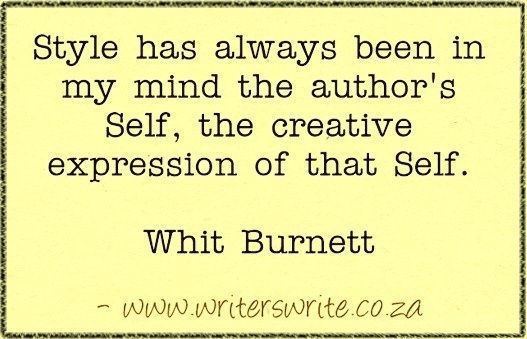 Style has always been in
my mind the author's
Self, the creative
expression of that Self.
Whit Burnett
- www.writerswrite.co.za